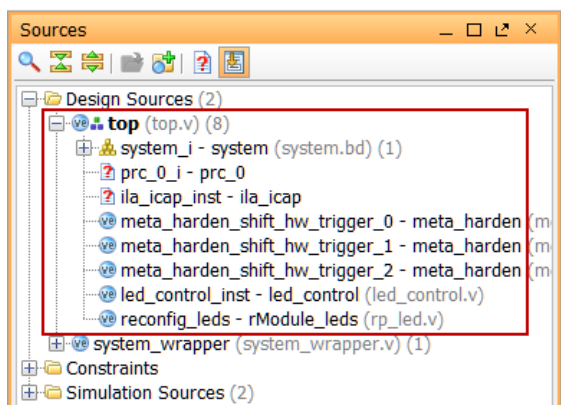 Sources
Design Sources (2)
top (top.v) (8)
system_i - system (system.bd) (1)
prc_0_i - prc_0
ila_icap_inst - ila_icap
meta_harden_shift_hw_trigger_0 - meta_harden (m
meta_harden_shift_hw_trigger_1 - meta_harden (m
meta_harden_shift_hw_trigger_2 - meta_harden (m
led_control_inst - led_control (led_control.v)
reconfig_leds - rModule_leds (rp_led.v)
system_wrapper (system_wrapper.v) (1)
Constraints
Simulation Sources (2)